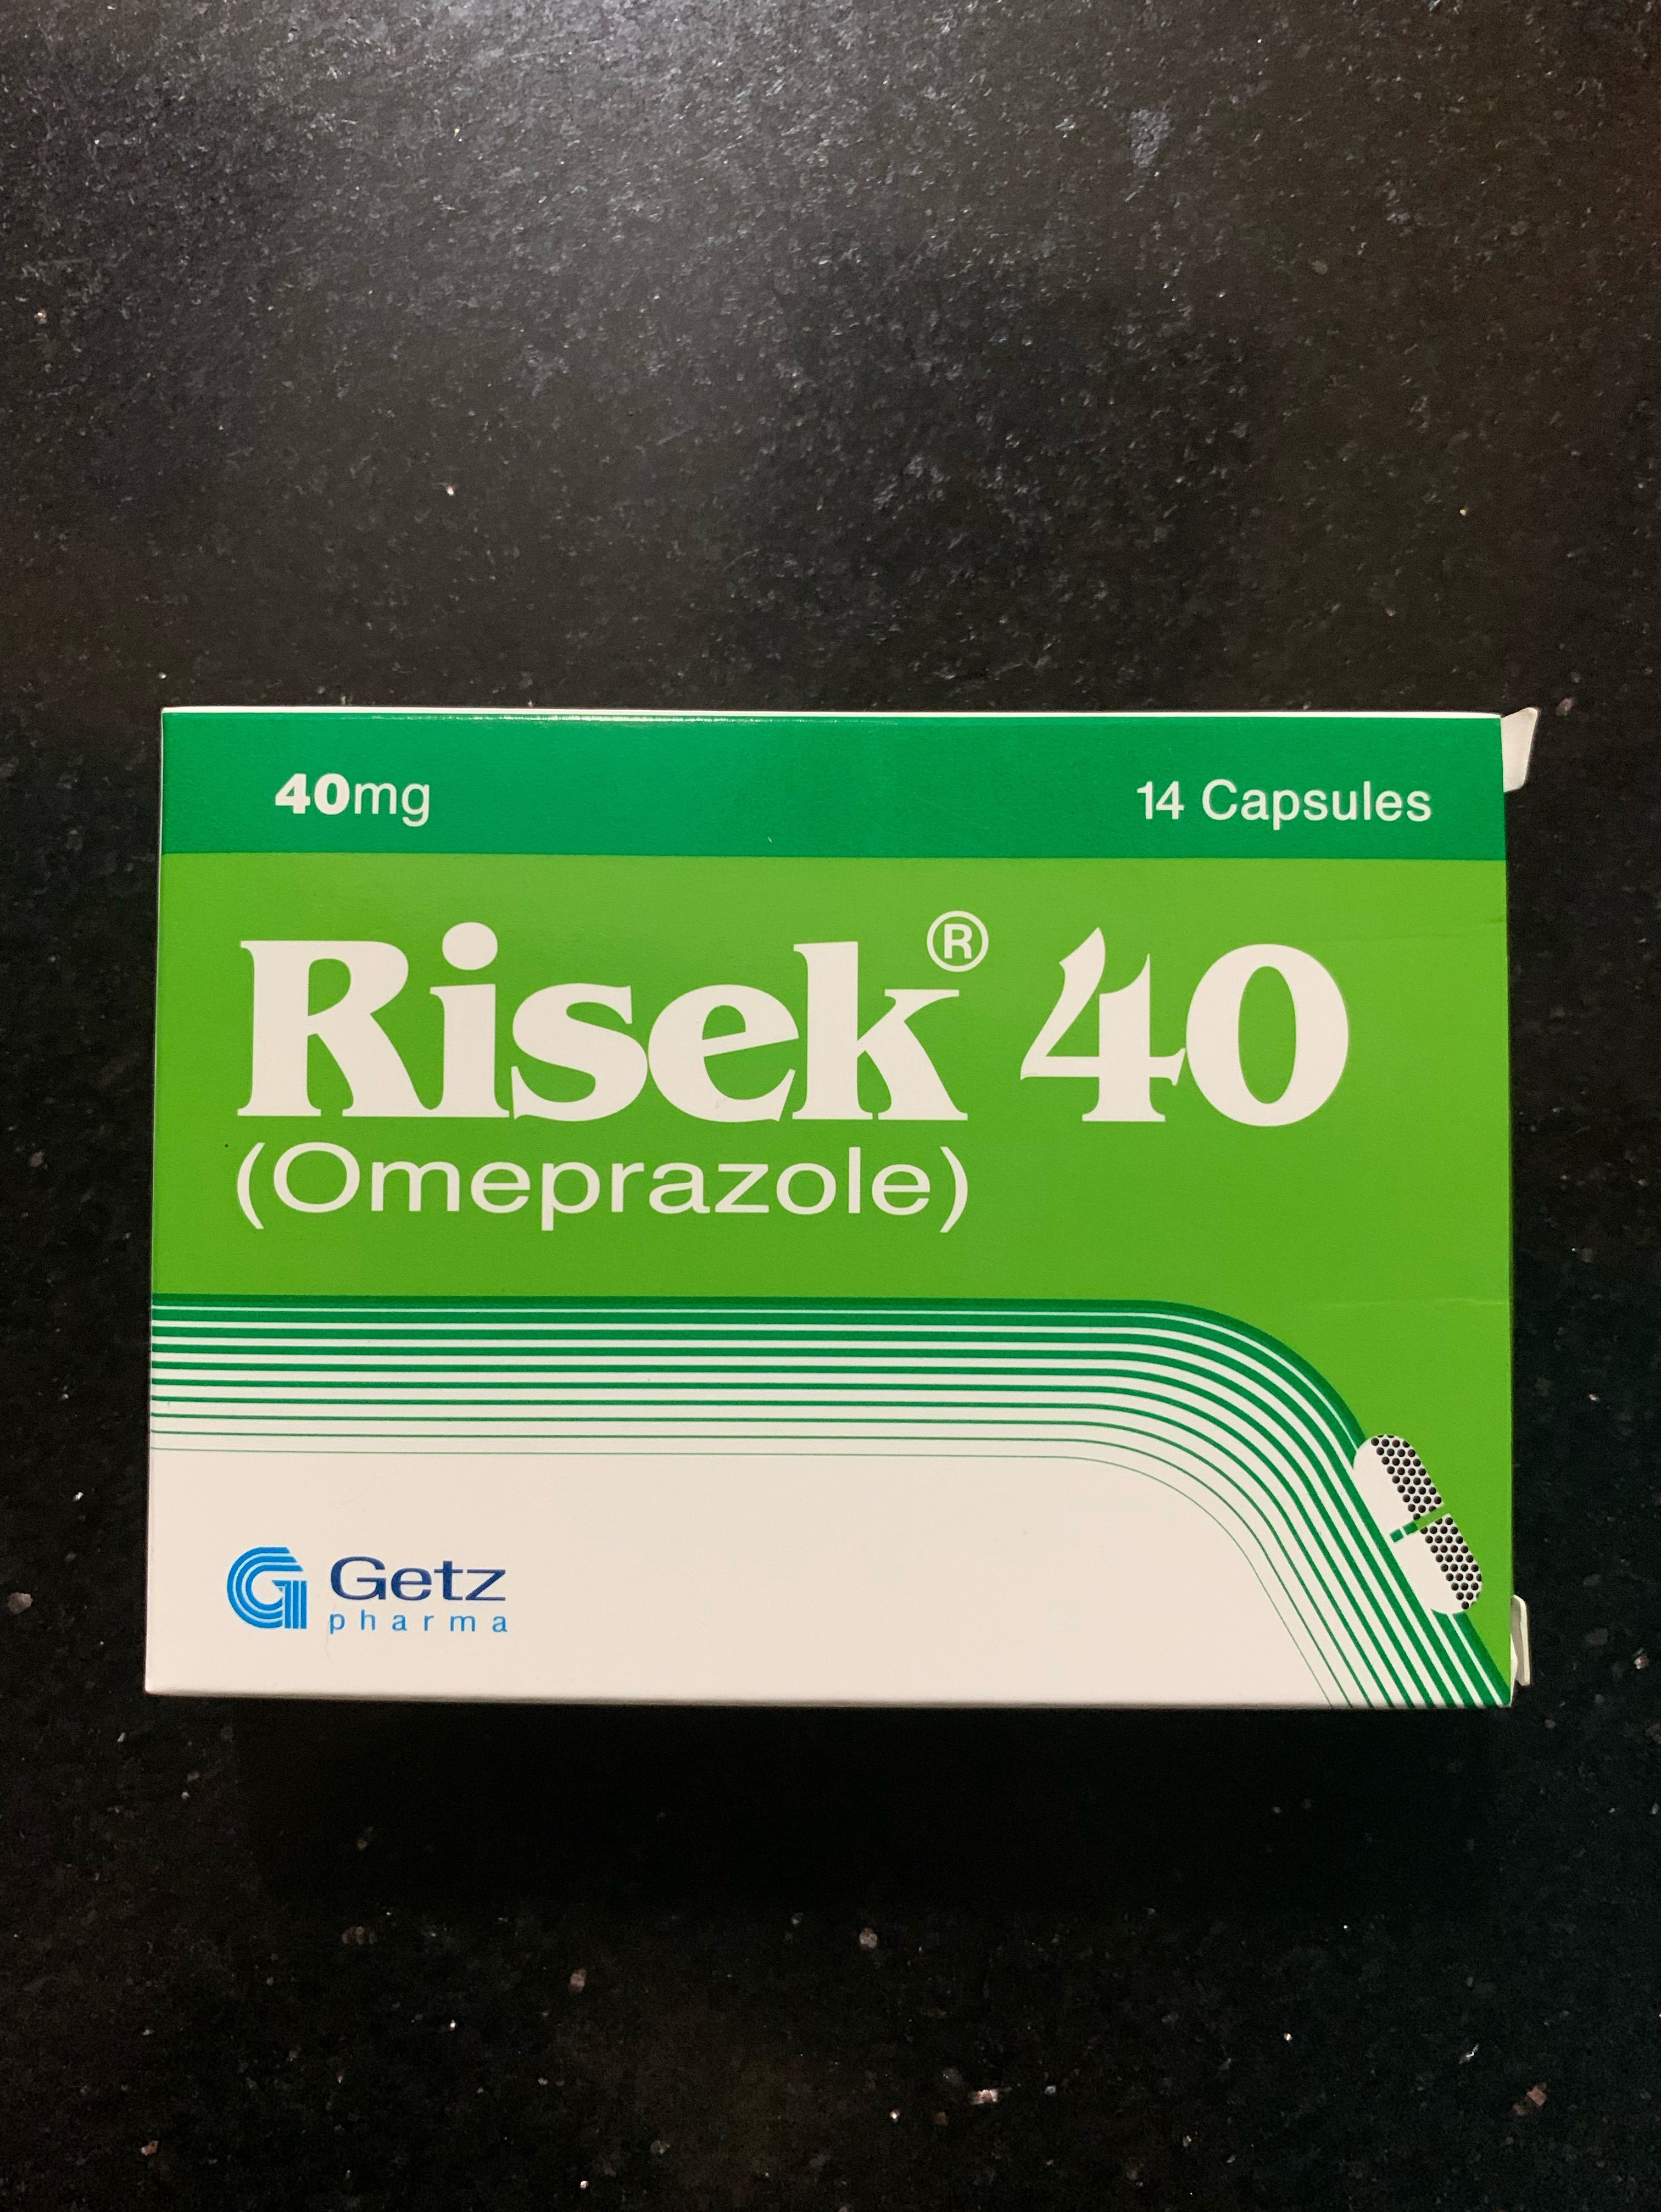 40mg 14 Capsules
Risek® 40
(Omeprazole)
Getz
pharma